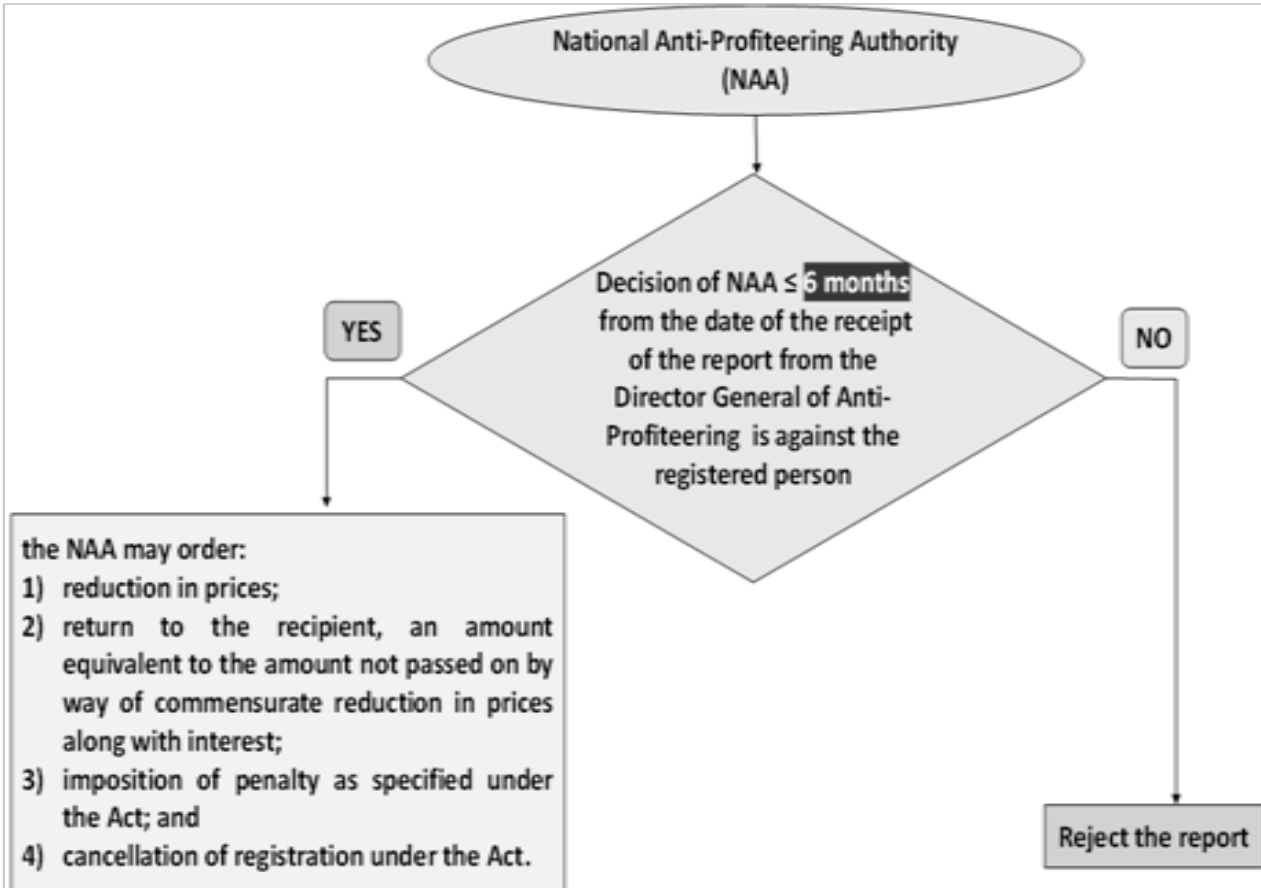 National Anti-Profiteering Authority
(NAA)
Decision of NAA ≤ 6 months
from the date of the receipt
of the report from the
Director General of Anti-
Profiteering is against the
registered person
YES
NO
the NAA may order:
1) reduction in prices;
2) return to the recipient, an amount
equivalent to the amount not passed on by
way of commensurate reduction in prices
along with interest;
3) imposition of penalty as specified under
the Act; and
4) cancellation of registration under the Act.
Reject the report